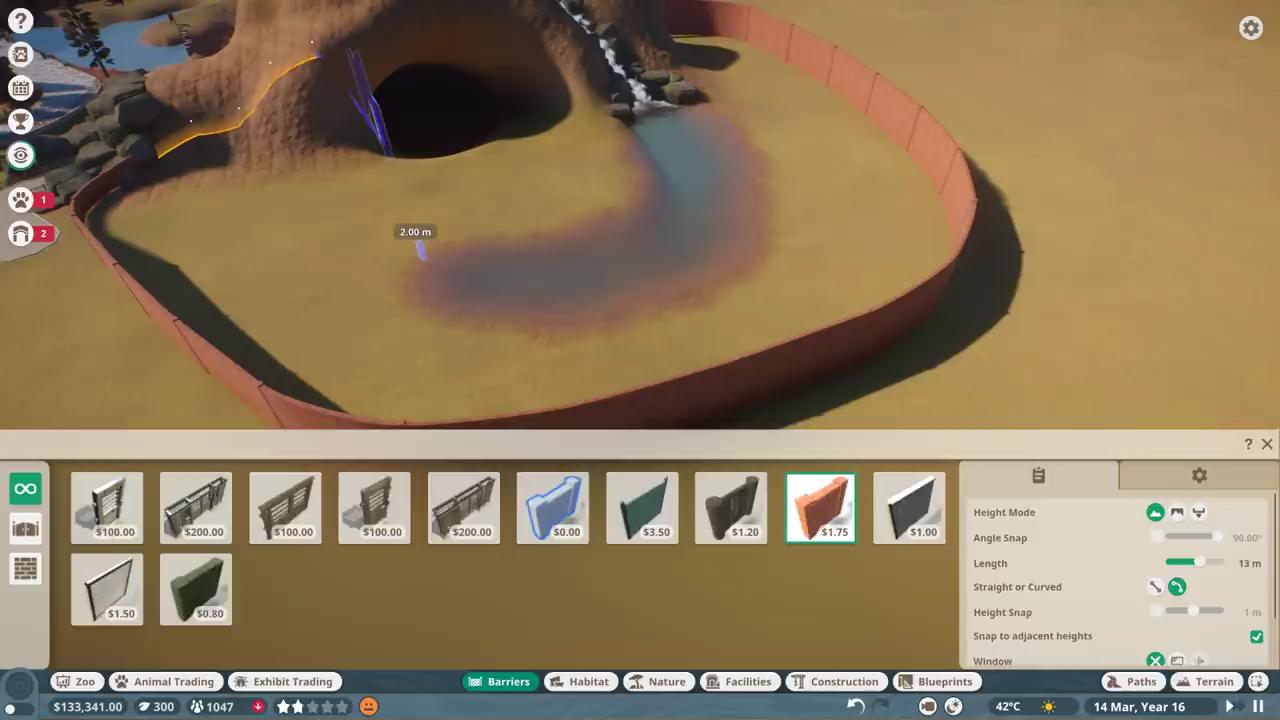 ?
1
2
2.00 m
? ×
$100.00 $200.00 $100.00 $100.00 $200.00 $0.00 $3.50 $1.20 $1.75 $1.00
$1.50 $0.80
Height Mode
Angle Snap 90.00°
Length 13 m
Straight or Curved
Height Snap 1 m
Snap to adjacent heights
Window
Zoo Animal Trading Exhibit Trading Barriers Habitat Nature Facilities Construction Blueprints Paths Terrain
$133,341.00 300 1047 42°C 14 Mar, Year 16